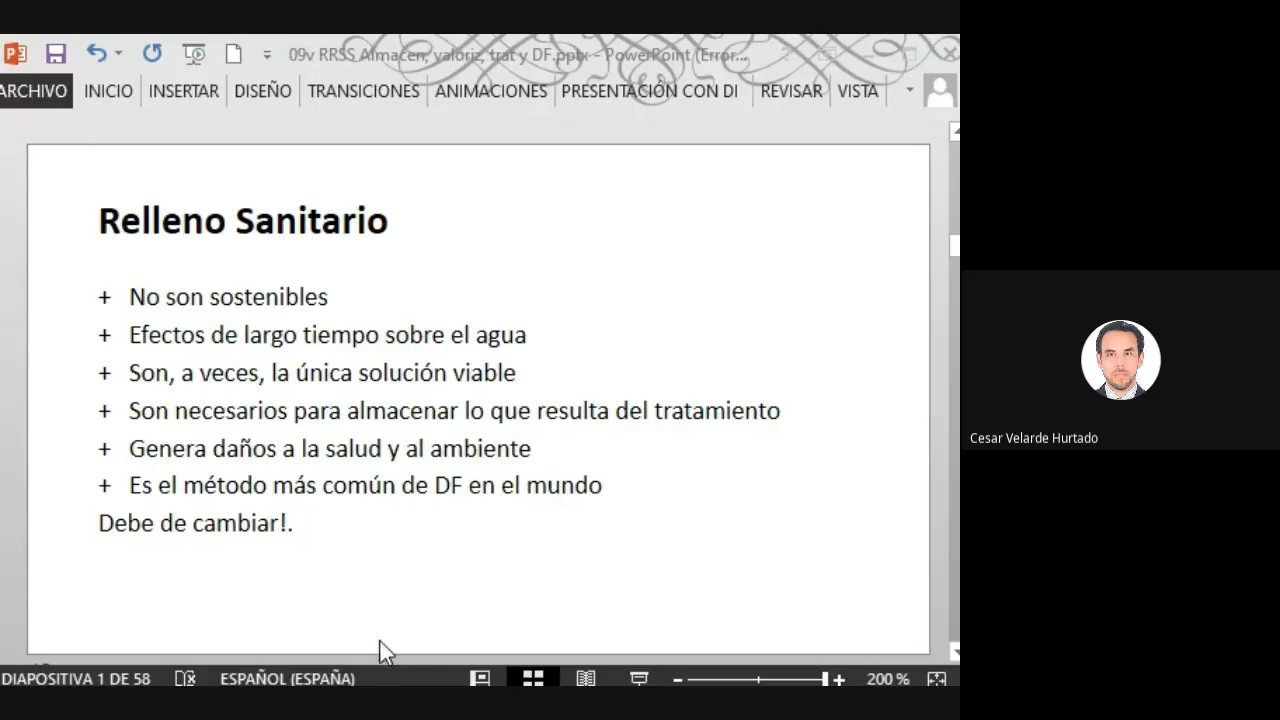 09v RRSS Almacen, valoriz, trat y DF.pptx - PowerPoint (Error...
ARCHIVO INICIO INSERTAR DISEÑO TRANSICIONES ANIMACIONES PRESENTACIÓN CON DI REVISAR VISTA
Relleno Sanitario
+ No son sostenibles
+ Efectos de largo tiempo sobre el agua
+ Son, a veces, la única solución viable
+ Son necesarios para almacenar lo que resulta del tratamiento
+ Genera daños a la salud y al ambiente
+ Es el método más común de DF en el mundo
Debe de cambiar!.
Cesar Velarde Hurtado
DIAPOSITIVA 1 DE 58 ESPAÑOL (ESPAÑA) 200 %